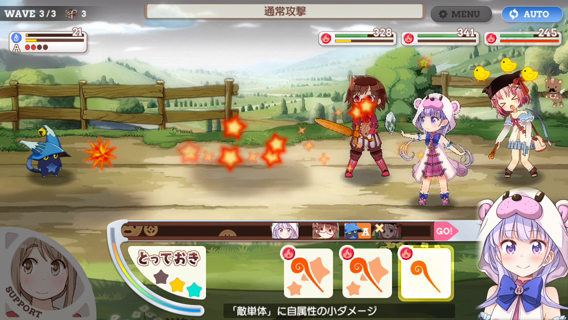 WAVE 3/3 3
通常攻撃
MENU
AUTO
21
A
328
341
245
A
GO!
とっておき
SUPPORT
「敵単体」に自属性の小ダメージ